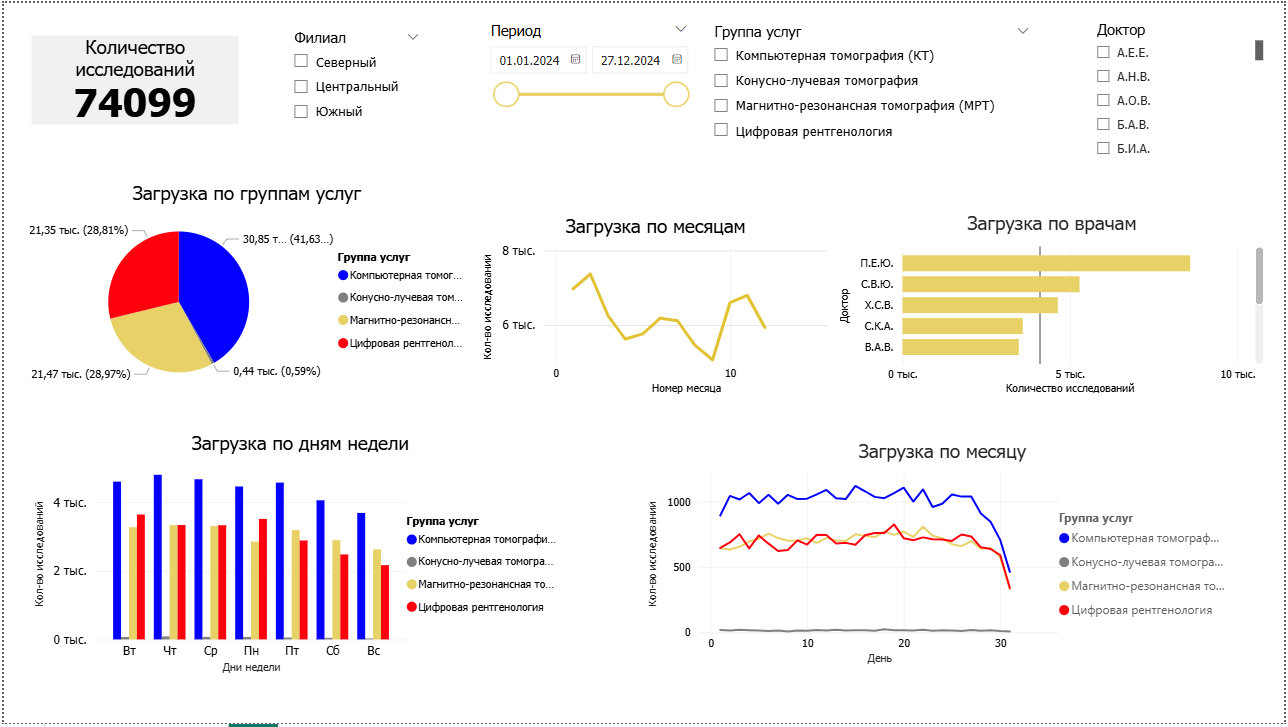 Количество
исследований
74099
Филиал
Северный
Центральный
Южный
Период
01.01.2024
27.12.2024
Группа услуг
Компьютерная томография (КТ)
Конусно-лучевая томография
Магнитно-резонансная томография (МРТ)
Цифровая рентгенология
Доктор
А.Е.Е.
А.Н.В.
А.О.В.
Б.А.В.
Б.И.А.
Загрузка по группам услуг
21,35 тыс. (28,81%)
30,85 т... (41,63...)
21,47 тыс. (28,97%)
0,44 тыс. (0,59%)
Группа услуг
Компьютерная томог...
Конусно-лучевая том...
Магнитно-резонансн...
Цифровая рентгенол...
Загрузка по месяцам
Кол-во исследований
8 тыс.
6 тыс.
0
10
Номер месяца
Загрузка по врачам
Доктор
П.Е.Ю.
С.В.Ю.
Х.С.В.
С.К.А.
В.А.В.
0 тыс.
5 тыс.
10 тыс.
Количество исследований
Загрузка по дням недели
Кол-во исследований
4 тыс.
2 тыс.
0 тыс.
Вт
Чт
Ср
Пн
Пт
Сб
Вс
Дни недели
Группа услуг
Компьютерная томографи...
Конусно-лучевая томогра...
Магнитно-резонансная то...
Цифровая рентгенология
Загрузка по месяцу
Кол-во исследовании
1000
500
0
0
10
20
30
День
Группа услуг
Компьютерная томограф...
Конусно-лучевая томогра...
Магнитно-резонансная то...
Цифровая рентгенология